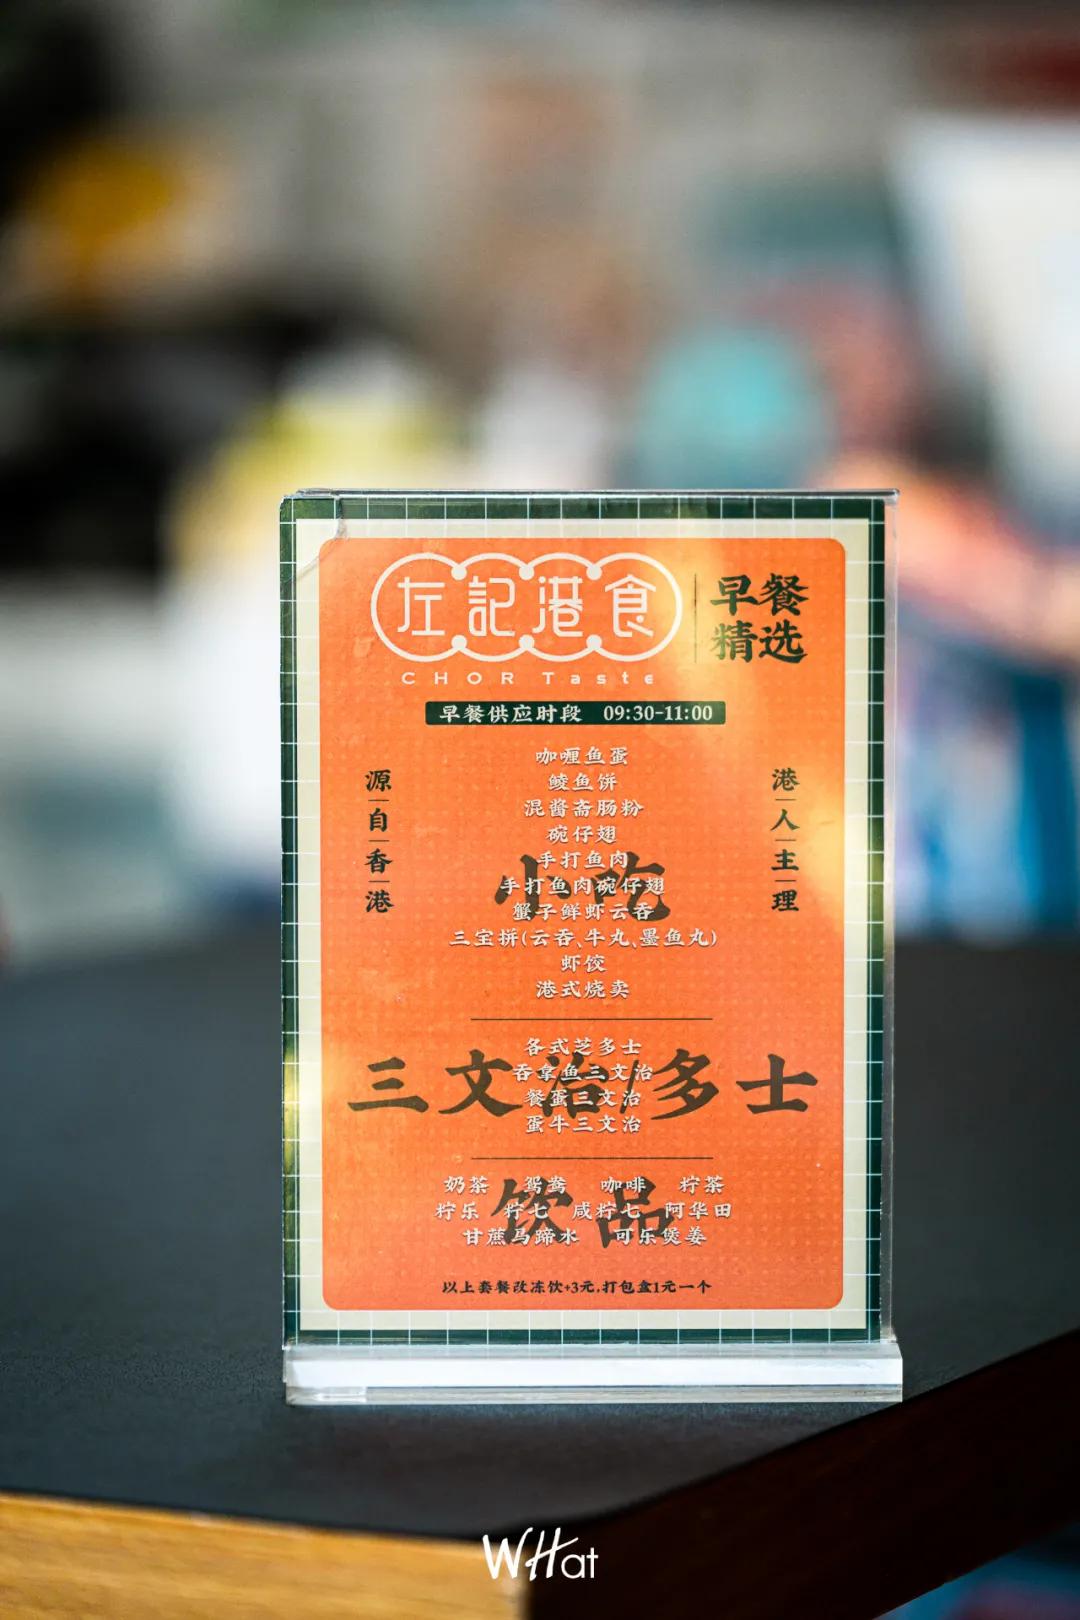 左記港食
CHOR Taste
早餐
精选
早餐供应时段 09:30-11:00
源自香港
港人主理
小吃
咖喱鱼蛋
鲮鱼饼
混酱斋肠粉
碗仔翅
手打鱼肉
手打鱼肉碗仔翅
蟹子鲜虾云吞
三宝拼(云吞、牛丸、墨鱼丸)
虾饺
港式烧卖
三文治/多士
各式芝多士
吞拿鱼三文治
餐蛋三文治
蛋牛三文治
饮品
奶茶 鸳鸯 咖啡 柠茶
柠乐 柠七 咸柠七 阿华田
甘蔗马蹄水 可乐煲姜
以上套餐改冻饮+3元,打包盒1元一个
WHat